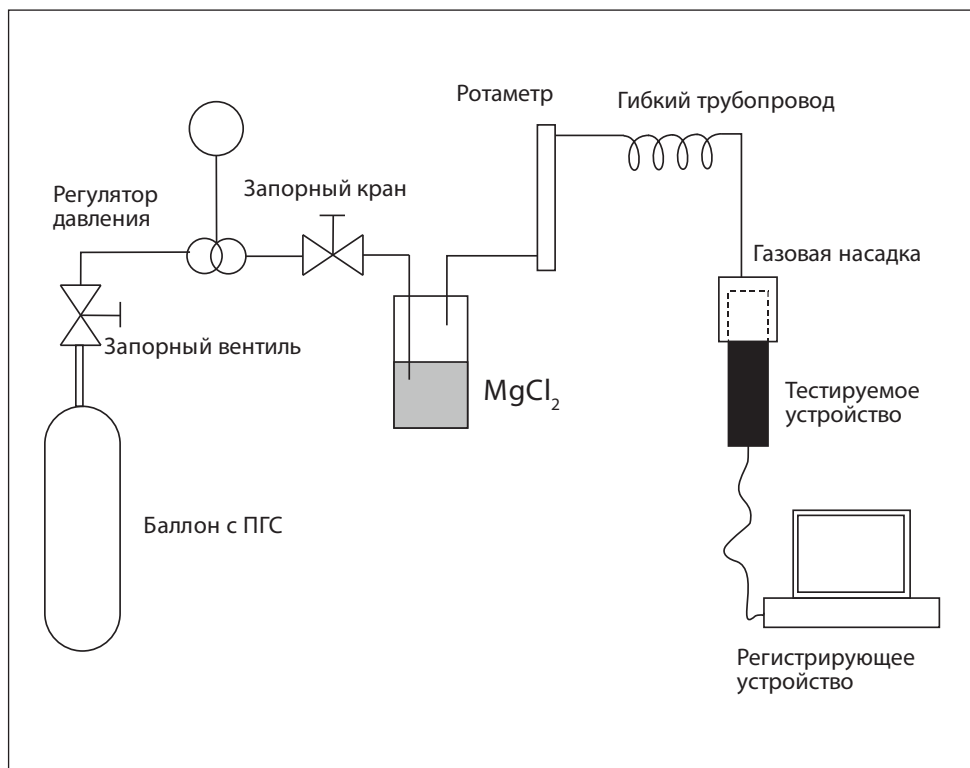 Ротаметр
Гибкий трубопровод
Регулятор
давления
Запорный кран
Газовая насадка
Запорный вентиль
MgCl₂
Тестируемое
устройство
Баллон с ПГС
Регистрирующее
устройство